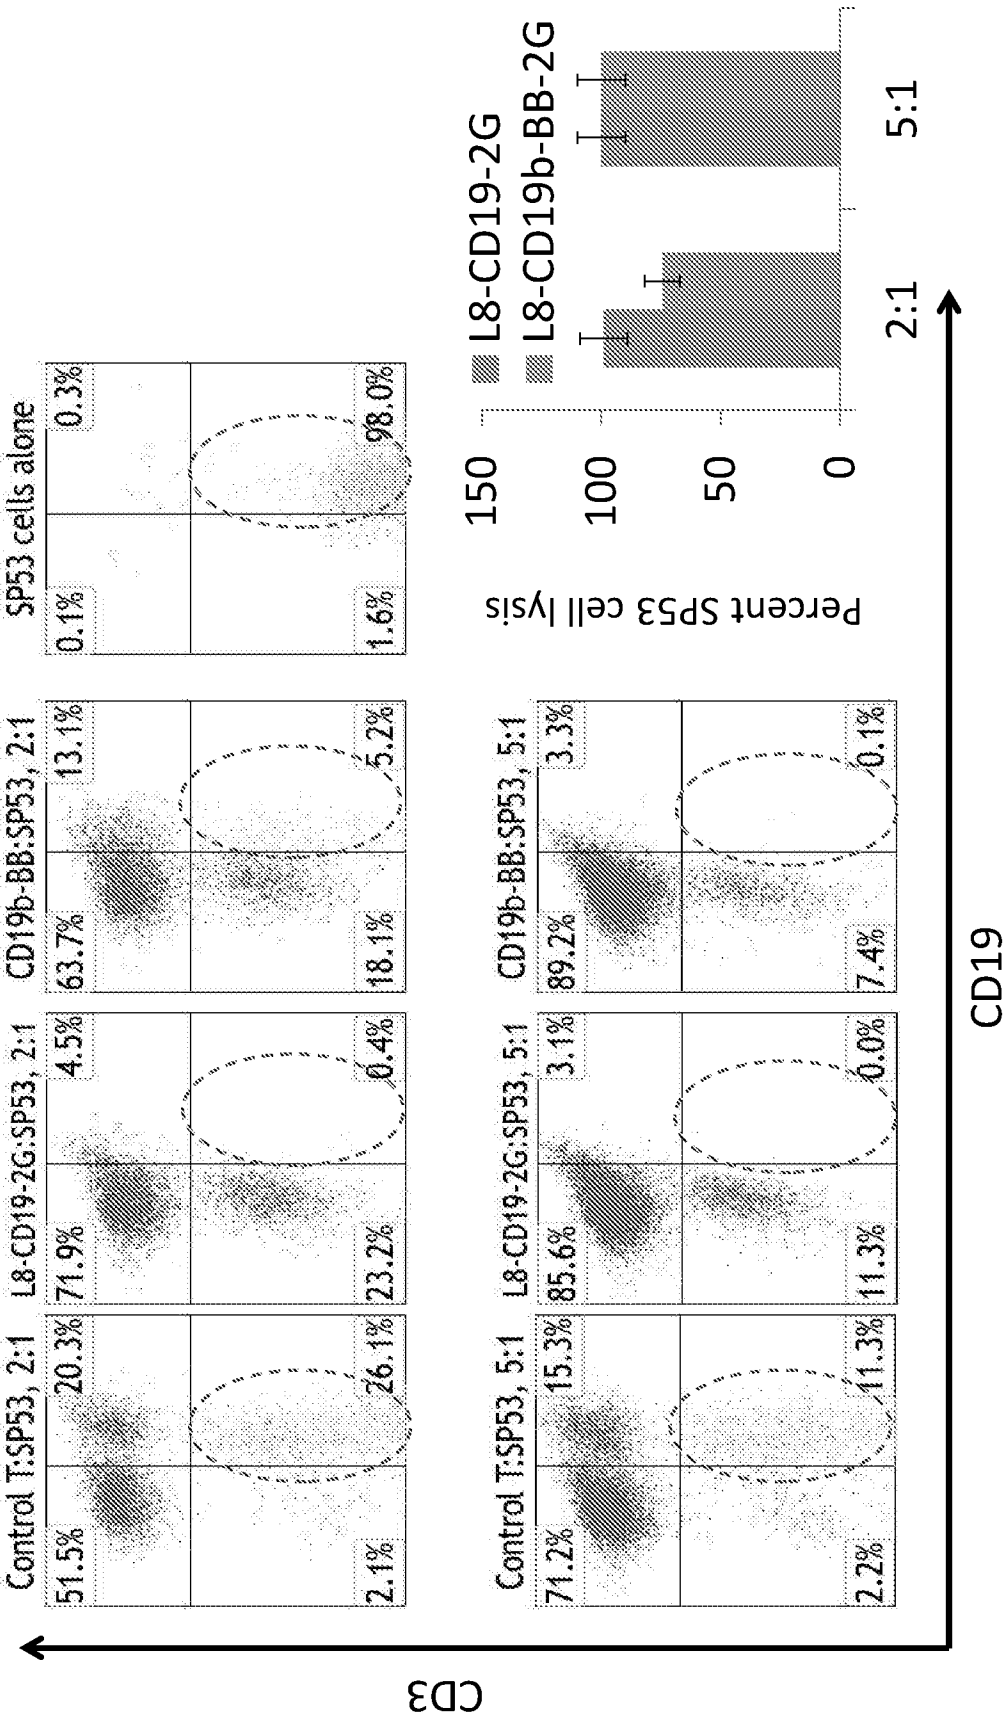 Control T:SP53, 2:1
51.5%
20.3%
2.1%
26.1%
L8-CD19-2G:SP53, 2:1
71.9%
4.5%
23.2%
0.4%
CD19b-BB:SP53, 2:1
63.7%
13.1%
18.1%
5.2%
SP53 cells alone
0.1%
0.3%
1.6%
98.0%
Control T:SP53, 5:1
71.2%
15.3%
2.2%
11.3%
L8-CD19-2G:SP53, 5:1
85.6%
3.1%
11.3%
0.0%
CD19b-BB:SP53, 5:1
89.2%
3.3%
7.4%
0.1%
L8-CD19-2G
L8-CD19b-BB-2G
Percent SP53 cell lysis
150
100
50
0
2:1
5:1
CD3
CD19